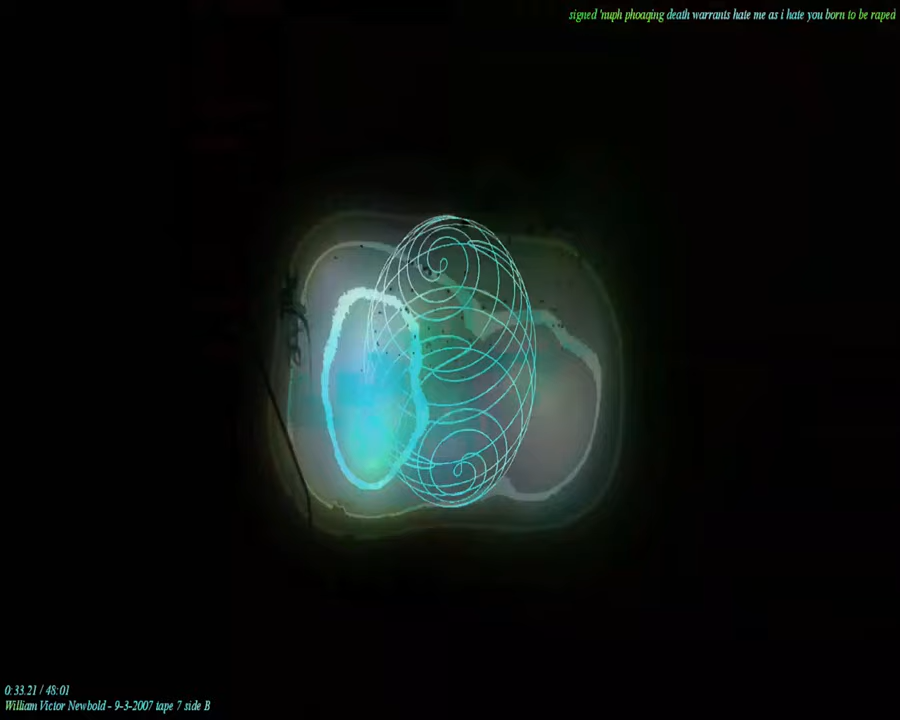 signed 'nuph phoaqing death warrants hate me as i hate you born to be raped
0:33.21 / 48:01
William Victor Newbold - 9-3-2007 tape 7 side B